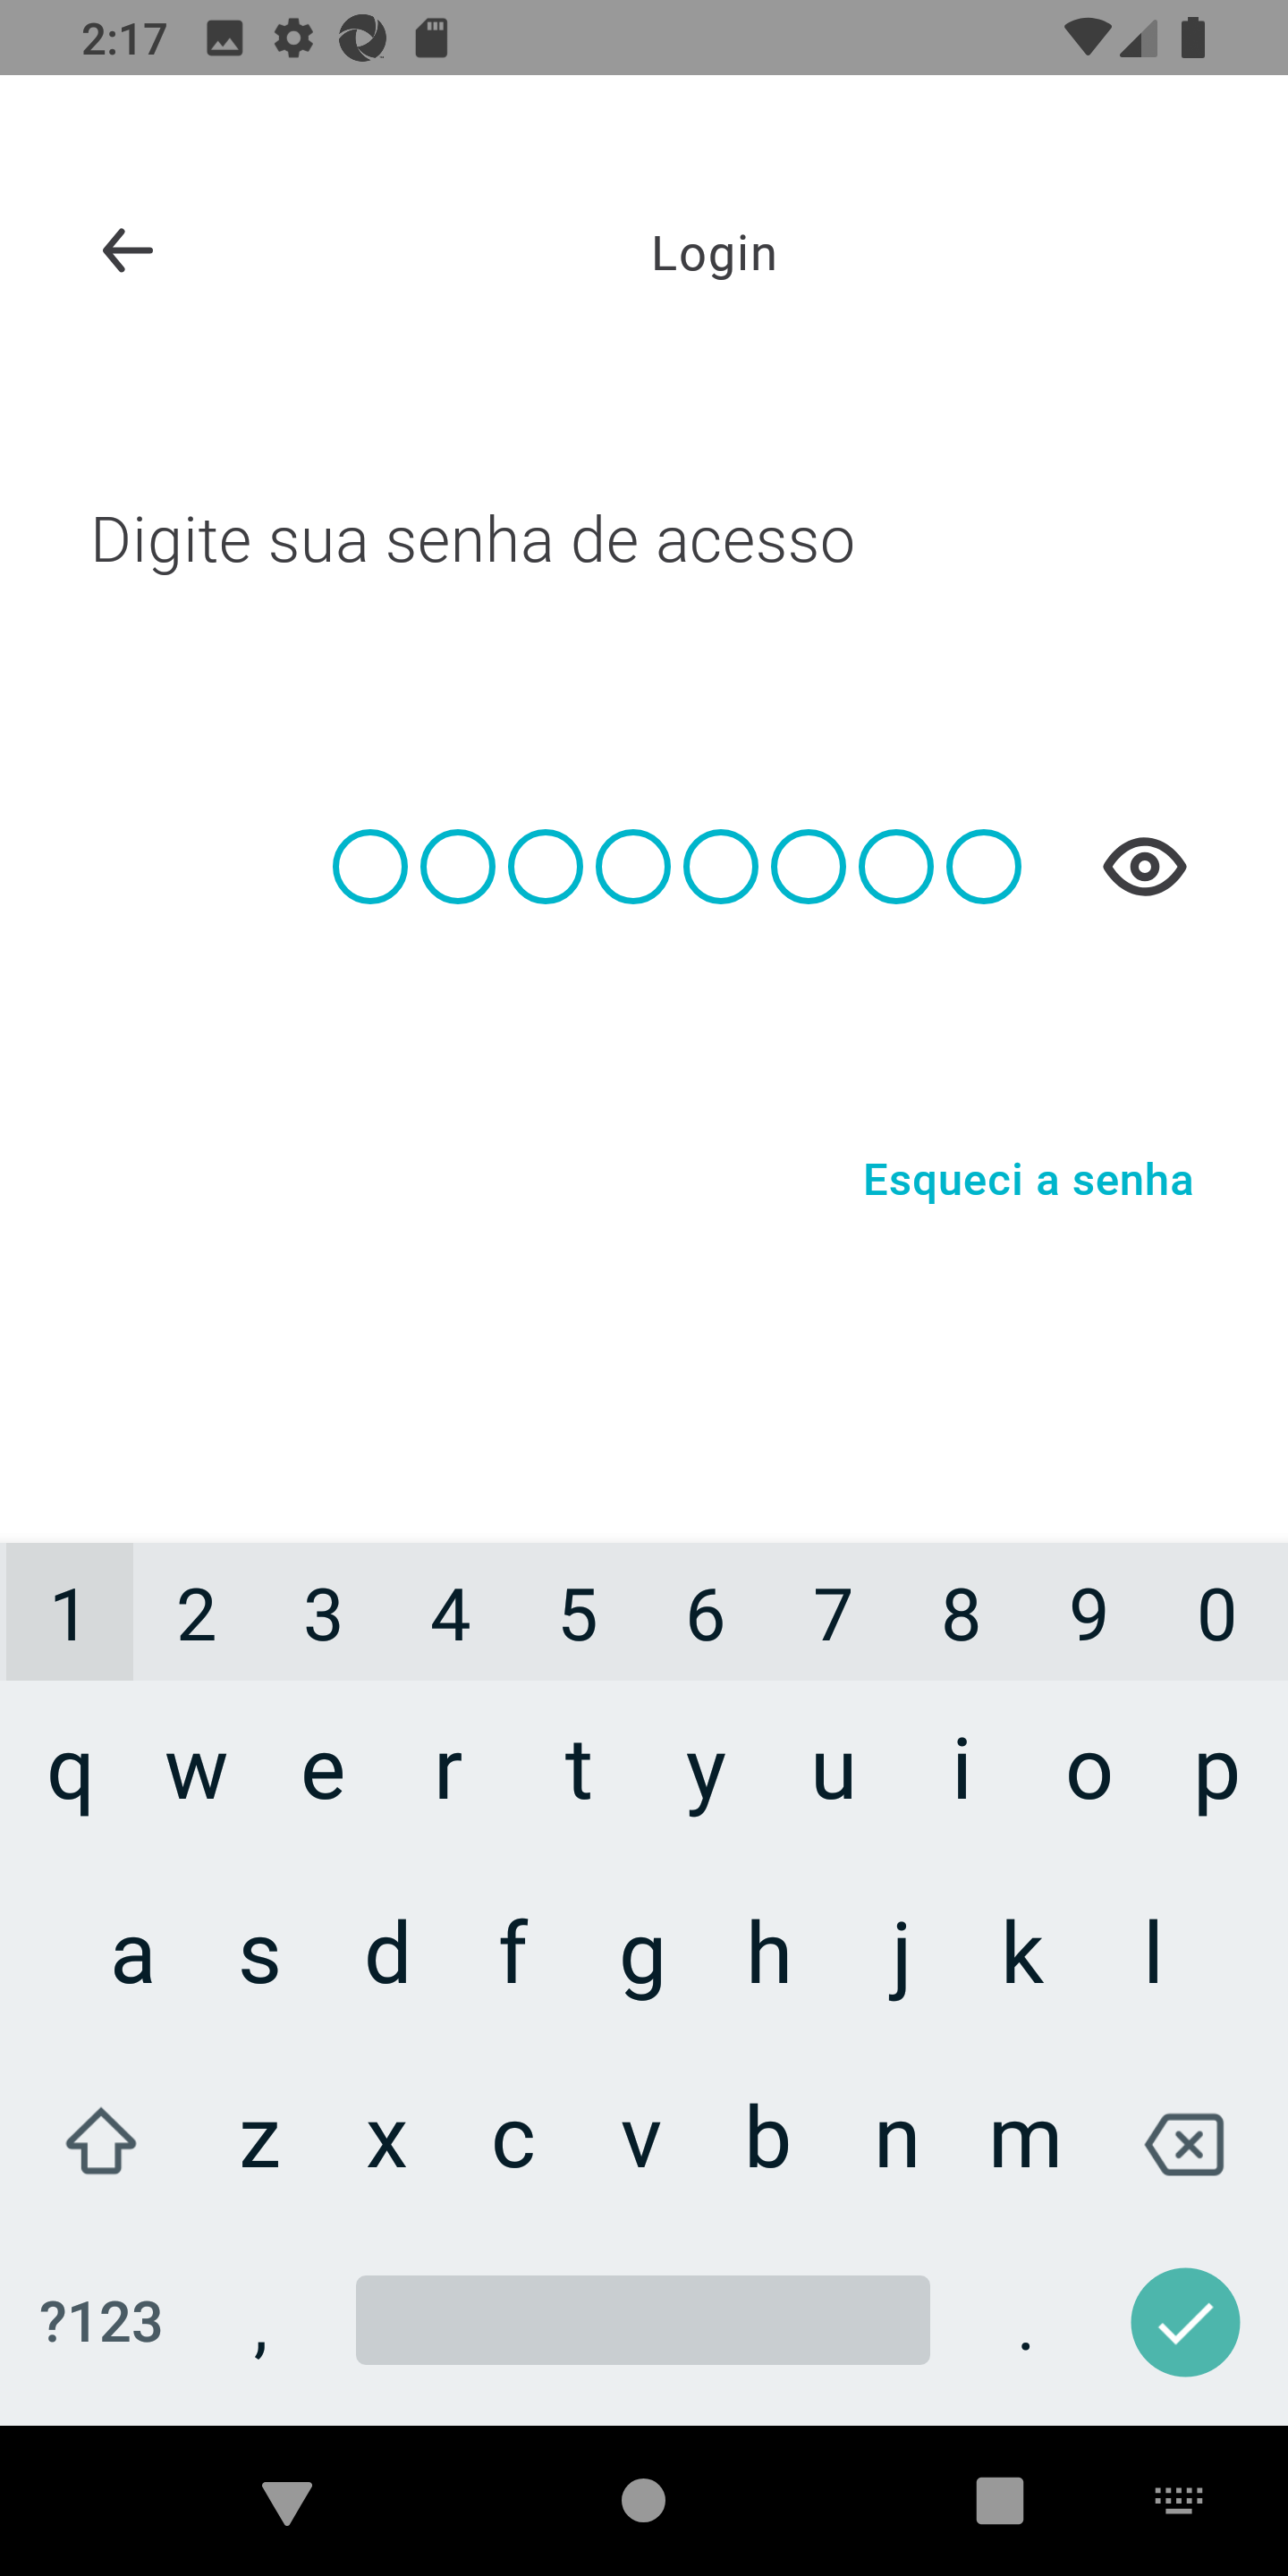 2:17
Login
Digite sua senha de acesso
Esqueci a senha
1 2 3 4 5 6 7 8 9 0
q w e r t y u i o p
a s d f g h j k l
z x c v b n m
?123 , .